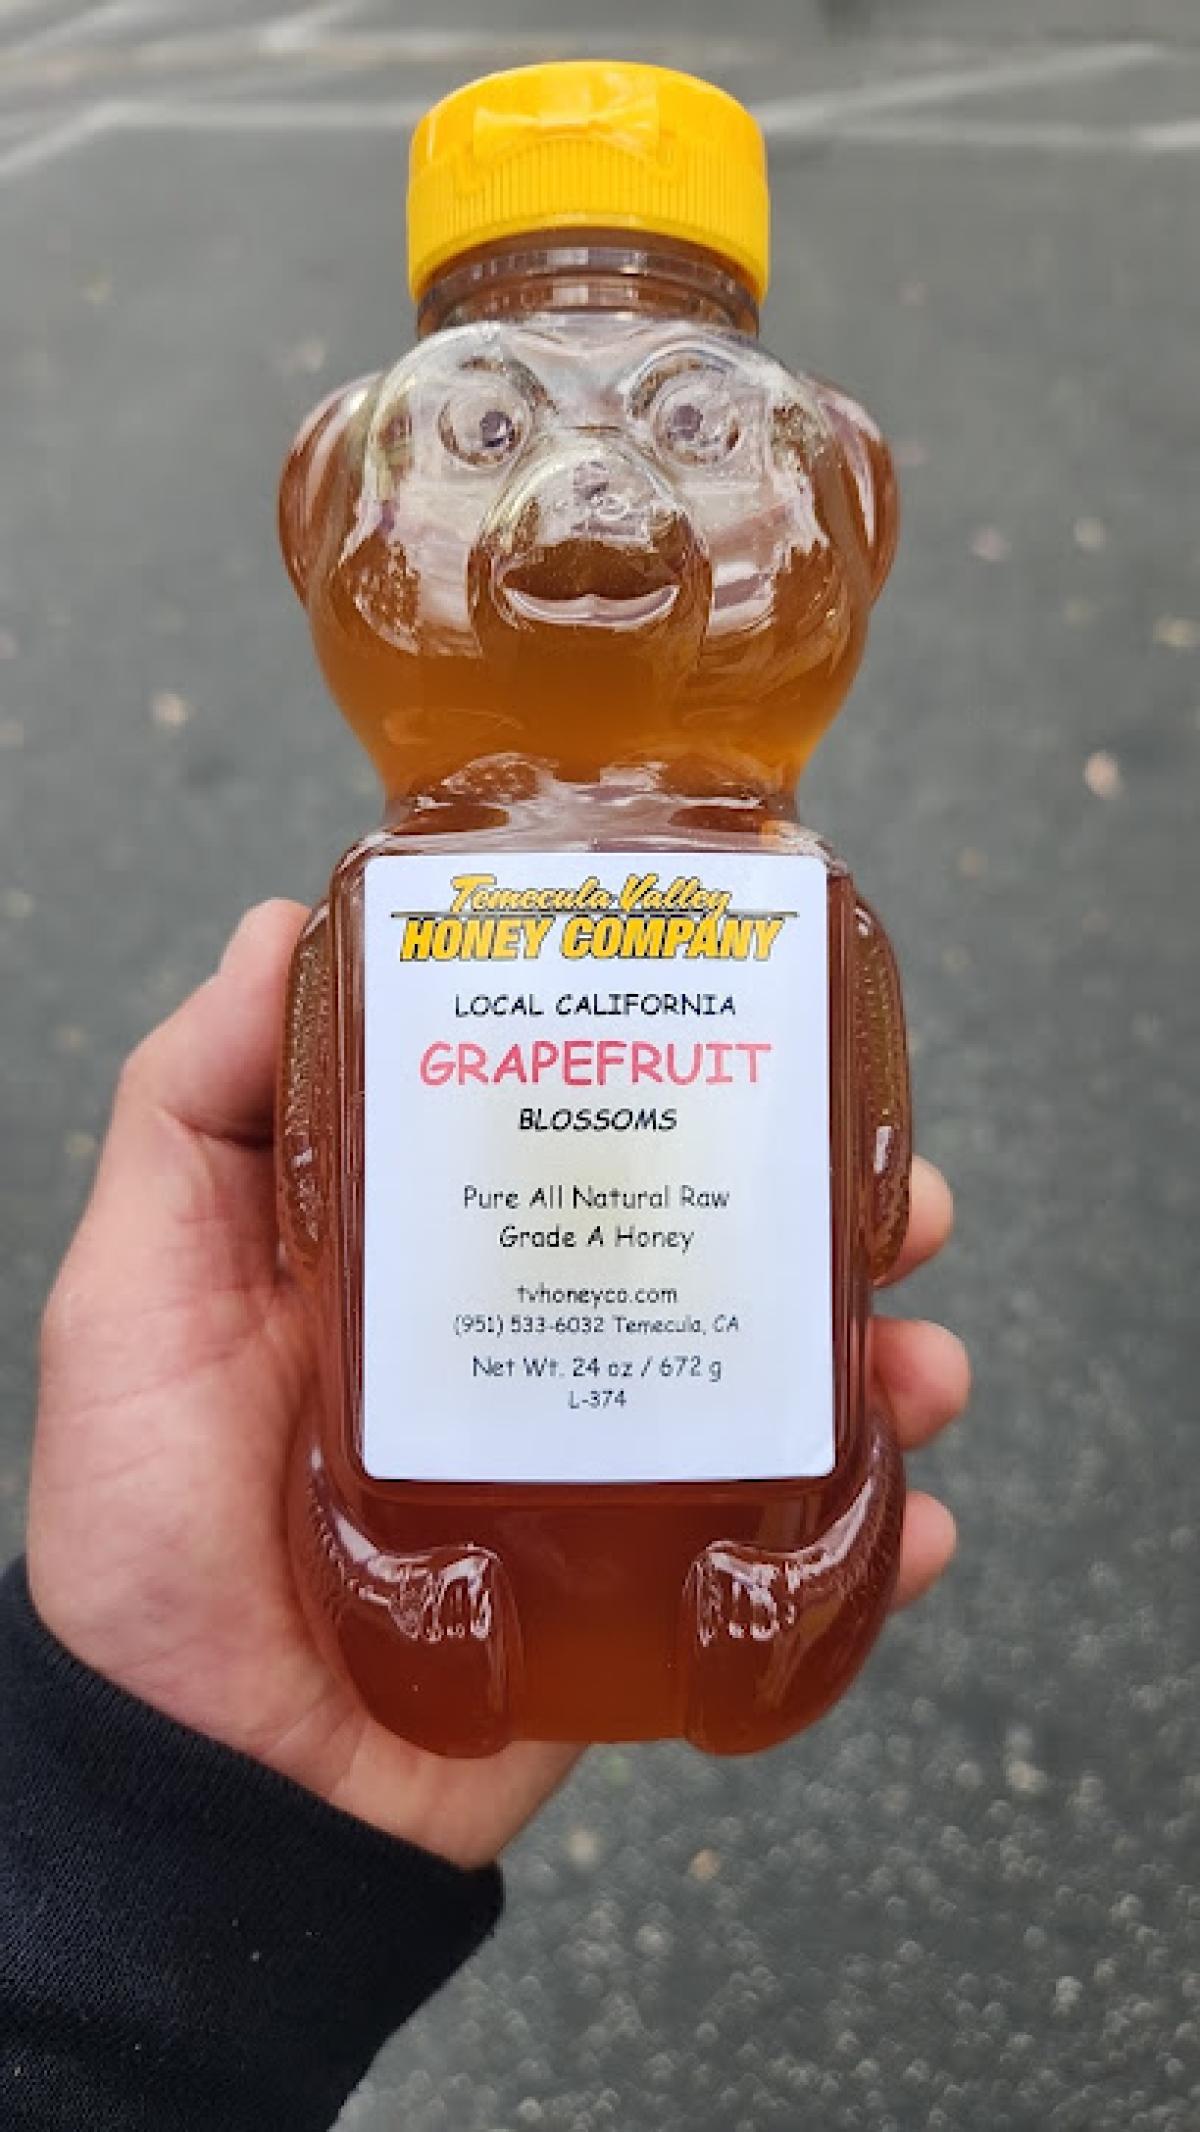 Temecula Valley
HONEY COMPANY
LOCAL CALIFORNIA
GRAPEFRUIT
BLOSSOMS
Pure All Natural Raw
Grade A Honey
tvhoneyco.com
(951) 533-6032 Temecula, CA
Net Wt. 24 oz / 672 g
L-374